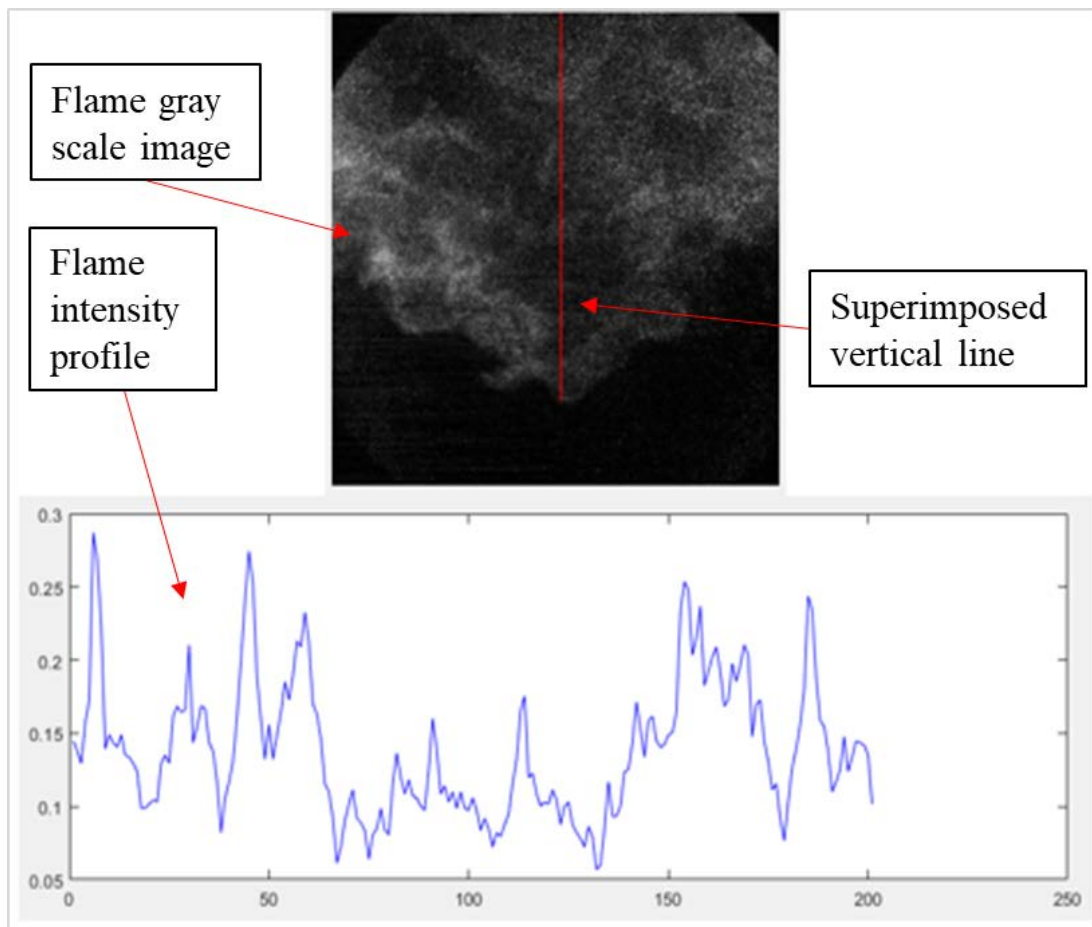 Flame gray
scale image
Flame
intensity
profile
Superimposed
vertical line
0.3
0.25
0.2
0.15
0.1
0.05
0
50
100
150
200
250